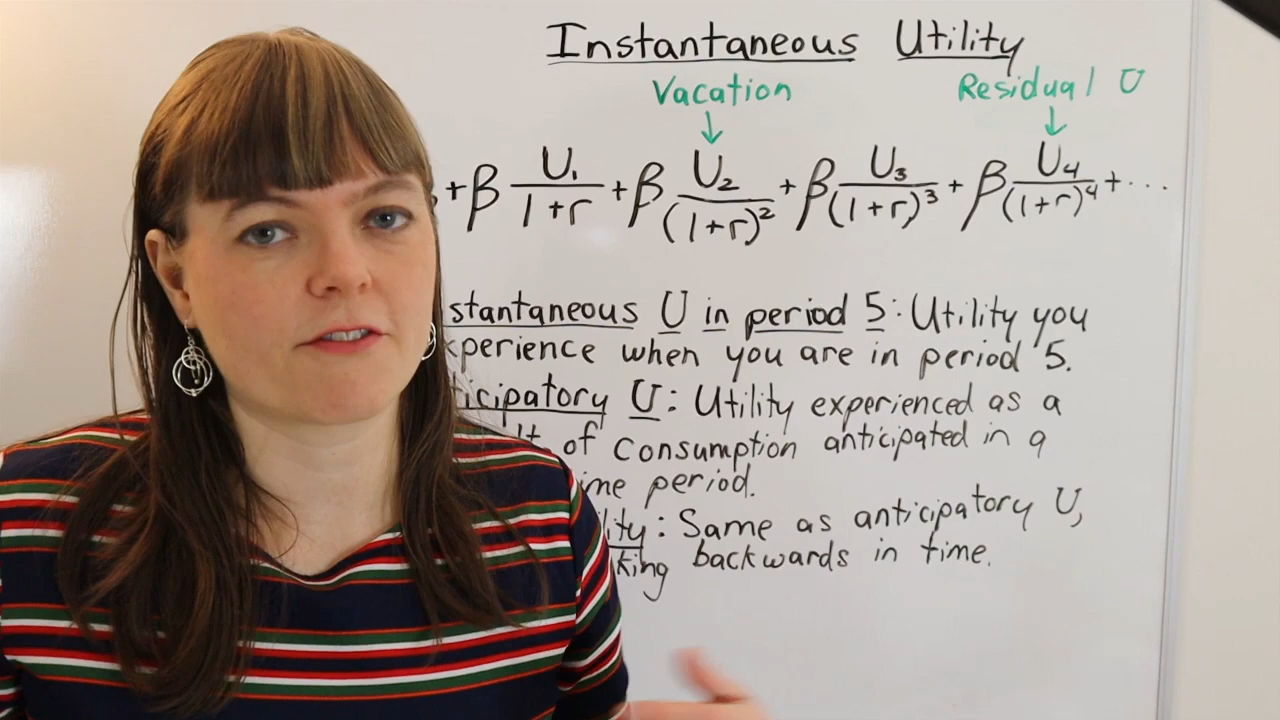 Instantaneous Utility
Vacation Residual U
+β U₁/1+r + β U₂/(1+r)² + β U₃/(1+r)³ + β U₄/(1+r)⁴ + ...
stantaneous U in period 5: Utility you
xperience when you are in period 5.
ticipatory U: Utility experienced as a
lt of consumption anticipated in a
ime period.
lity: Same as anticipatory U,
king backwards in time.